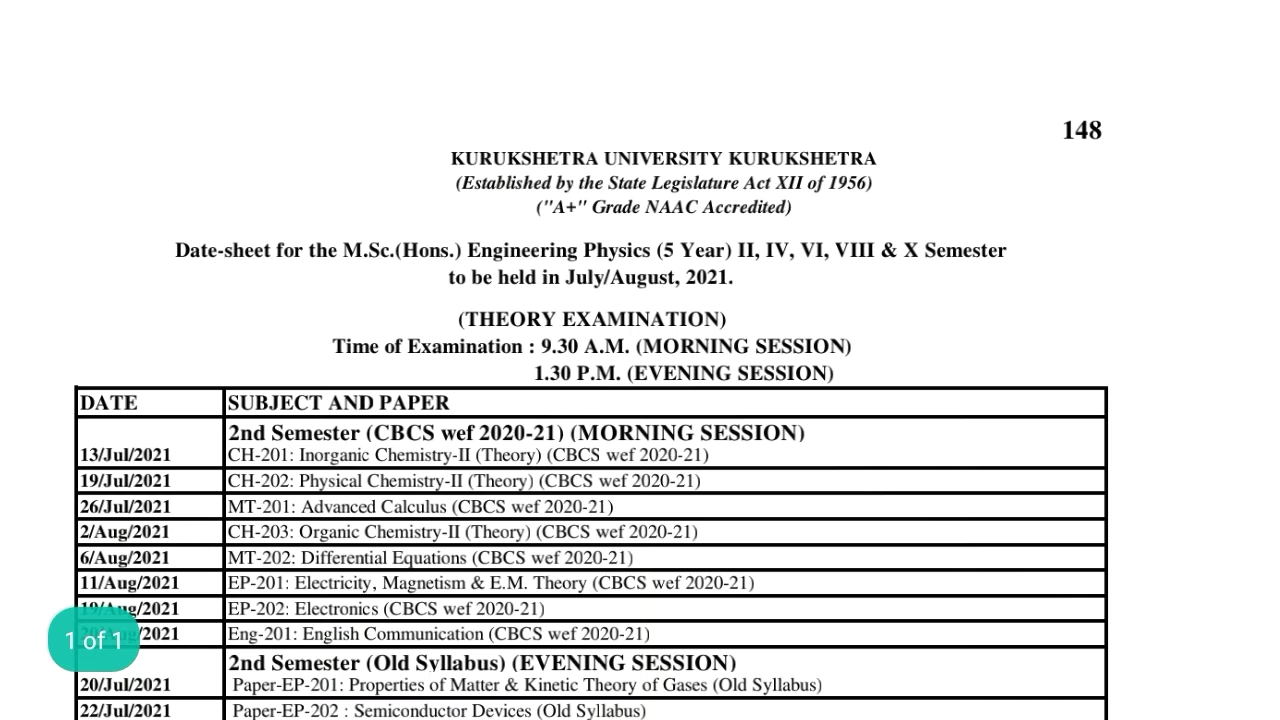 148
KURUKSHETRA UNIVERSITY KURUKSHETRA
(Established by the State Legislature Act XII of 1956)
("A+" Grade NAAC Accredited)
Date-sheet for the M.Sc.(Hons.) Engineering Physics (5 Year) II, IV, VI, VIII & X Semester
to be held in July/August, 2021.
(THEORY EXAMINATION)
Time of Examination : 9.30 A.M. (MORNING SESSION)
1.30 P.M. (EVENING SESSION)
DATE SUBJECT AND PAPER
2nd Semester (CBCS wef 2020-21) (MORNING SESSION)
13/Jul/2021 CH-201: Inorganic Chemistry-II (Theory) (CBCS wef 2020-21)
19/Jul/2021 CH-202: Physical Chemistry-II (Theory) (CBCS wef 2020-21)
26/Jul/2021 MT-201: Advanced Calculus (CBCS wef 2020-21)
2/Aug/2021 CH-203: Organic Chemistry-II (Theory) (CBCS wef 2020-21)
6/Aug/2021 MT-202: Differential Equations (CBCS wef 2020-21)
11/Aug/2021 EP-201: Electricity, Magnetism & E.M. Theory (CBCS wef 2020-21)
19/Aug/2021 EP-202: Electronics (CBCS wef 2020-21)
/2021 Eng-201: English Communication (CBCS wef 2020-21)
1 of 1
2nd Semester (Old Syllabus) (EVENING SESSION)
20/Jul/2021 Paper-EP-201: Properties of Matter & Kinetic Theory of Gases (Old Syllabus)
22/Jul/2021 Paper-EP-202 : Semiconductor Devices (Old Syllabus)